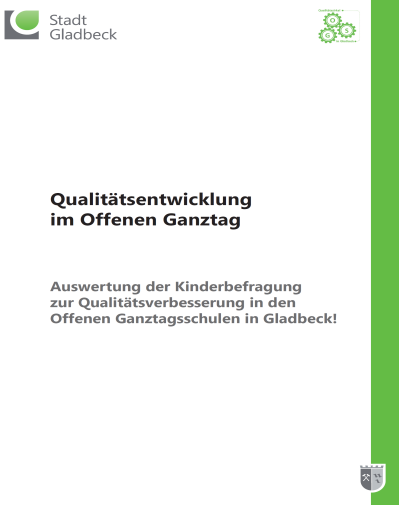 Stadt
Gladbeck
O
G
S
Qualitätsentwicklung
im Offenen Ganztag
Auswertung der Kinderbefragung
zur Qualitätsverbesserung in den
Offenen Ganztagsschulen in Gladbeck!